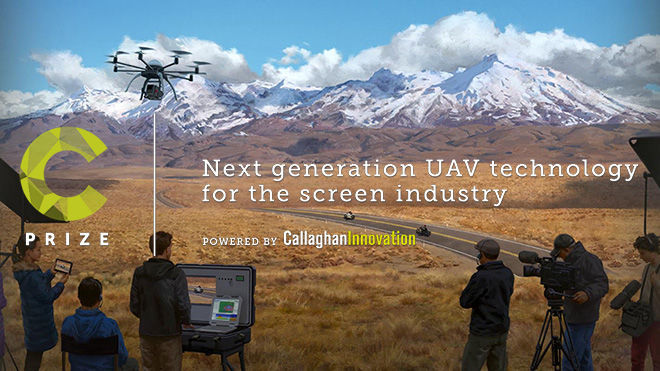 C
PRIZE
Next generation UAV technology
for the screen industry
POWERED BY CallaghanInnovation